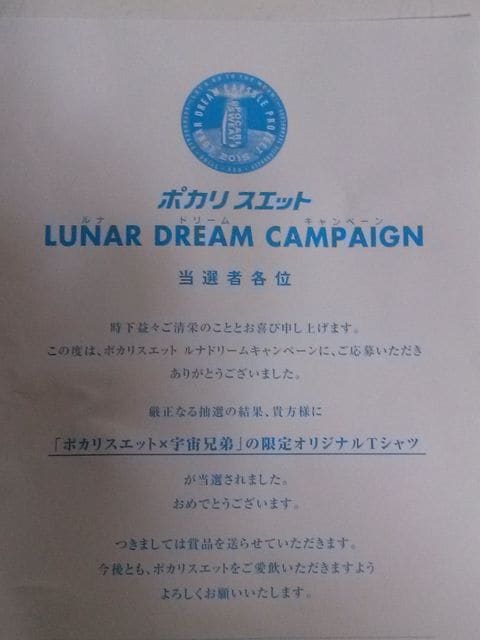 LUNAR DREAM CAPSULE PROJECT
POCARI
SWEAT
2015
ポカリスエット
ルナ ドリーム キャンペーン
LUNAR DREAM CAMPAIGN
当選者各位
時下益々ご清栄のこととお喜び申し上げます。
この度は、ポカリスエット ルナドリームキャンペーンに、ご応募いただき
ありがとうございました。
厳正なる抽選の結果、貴方様に
「ポカリスエット×宇宙兄弟」の限定オリジナルTシャツ
が当選されました。
おめでとうございます。
つきましては賞品を送らせていただきます。
今後とも、ポカリスエットをご愛飲いただきますよう
よろしくお願いいたします。